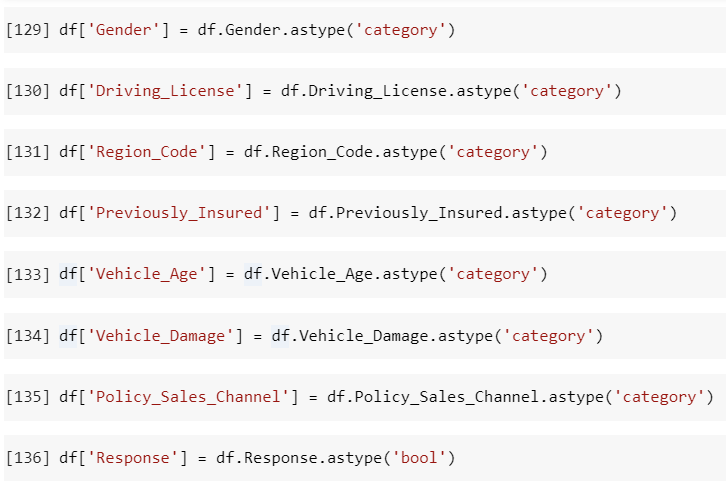 [129] df['Gender'] = df.Gender.astype('category')
[130] df['Driving_License'] = df.Driving_License.astype('category')
[131] df['Region_Code'] = df.Region_Code.astype('category')
[132] df['Previously_Insured'] = df.Previously_Insured.astype('category')
[133] df['Vehicle_Age'] = df.Vehicle_Age.astype('category')
[134] df['Vehicle_Damage'] = df.Vehicle_Damage.astype('category')
[135] df['Policy_Sales_Channel'] = df.Policy_Sales_Channel.astype('category')
[136] df['Response'] = df.Response.astype('bool')